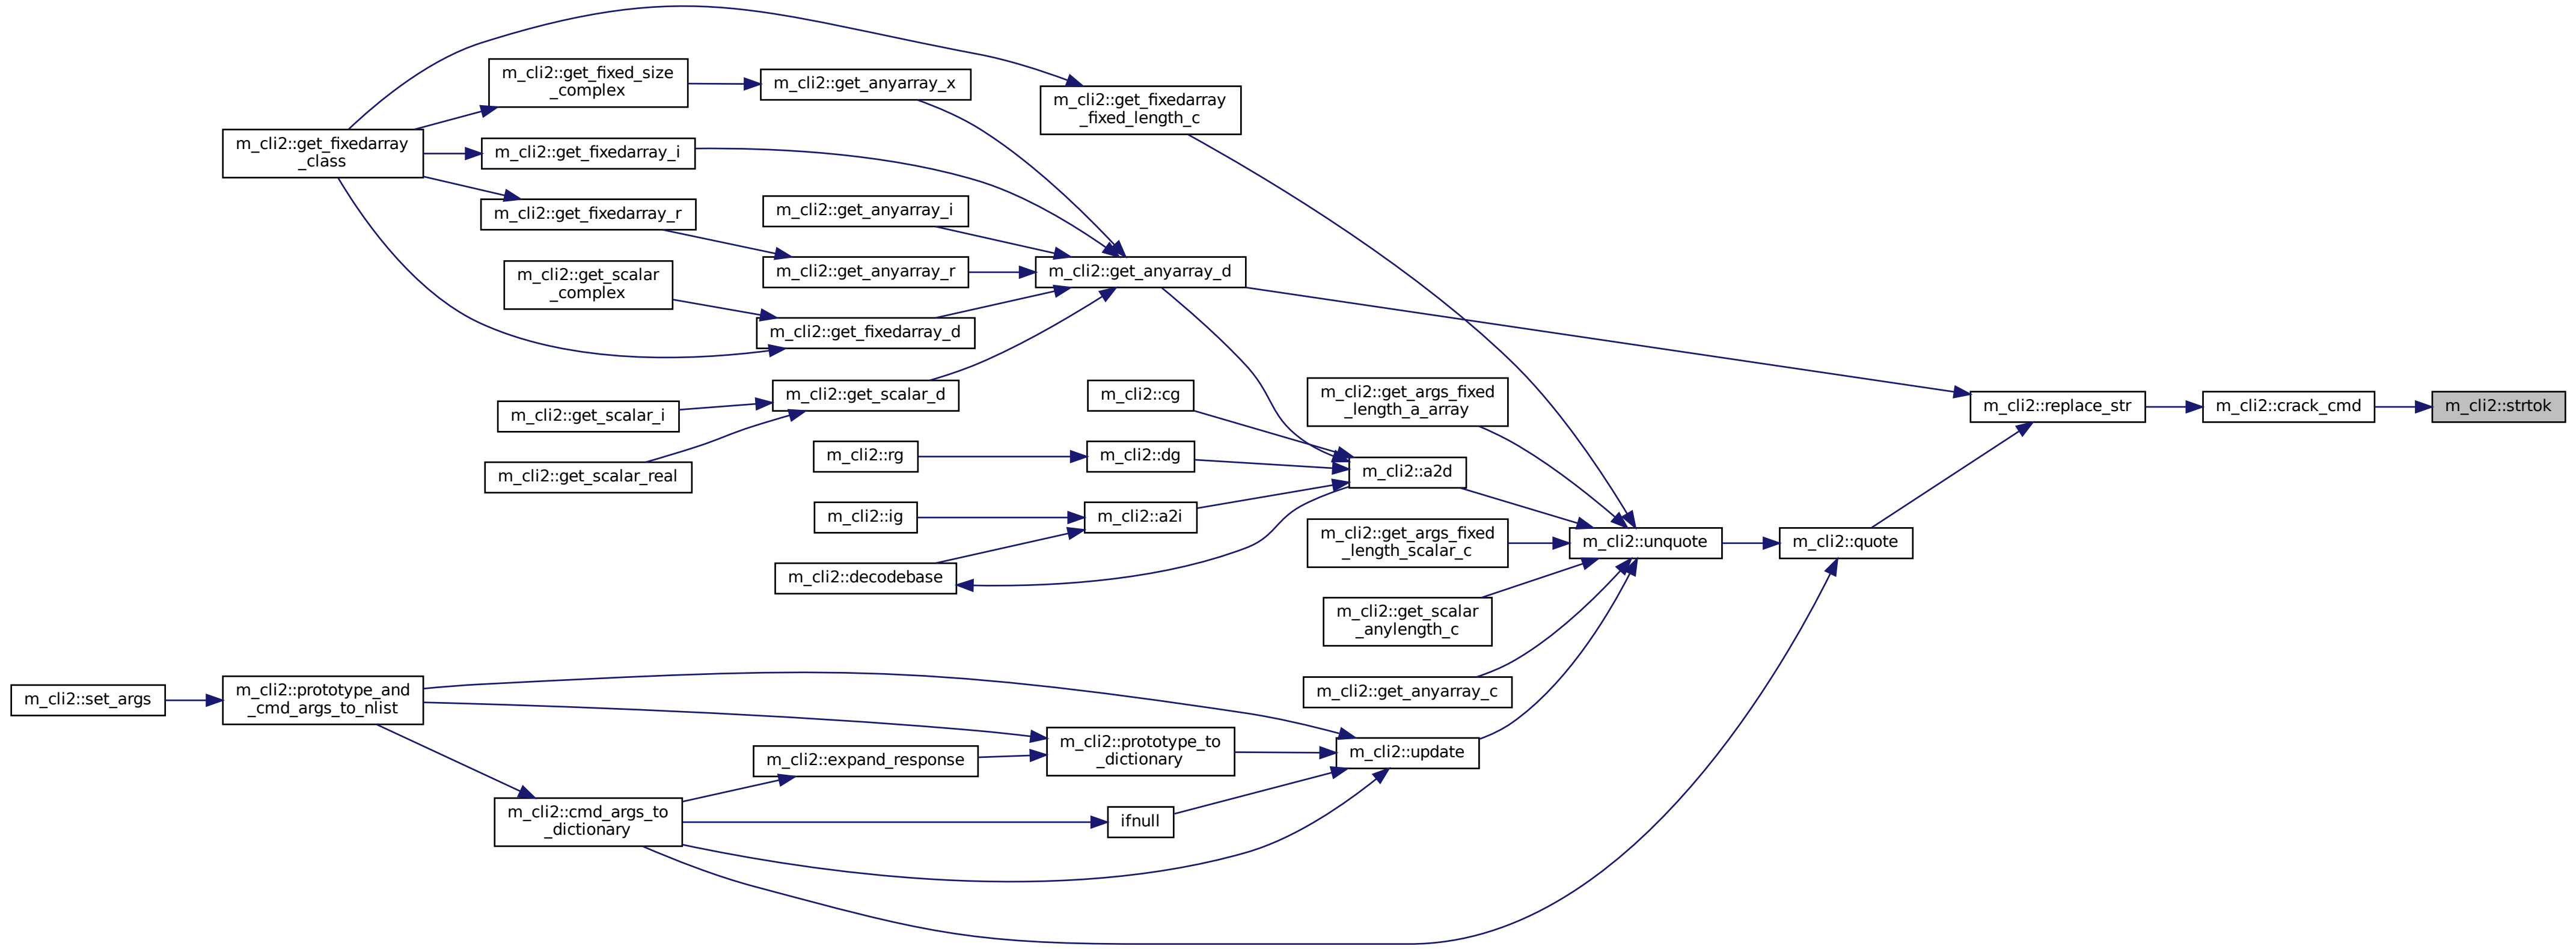 m_cli2::get_fixed_size
_complex
m_cli2::get_anyarray_x
m_cli2::get_fixedarray
_fixed_length_c
m_cli2::get_fixedarray
_class
m_cli2::get_fixedarray_i
m_cli2::get_fixedarray_r
m_cli2::get_anyarray_i
m_cli2::get_anyarray_r
m_cli2::get_anyarray_d
m_cli2::get_scalar
_complex
m_cli2::get_fixedarray_d
m_cli2::get_scalar_d
m_cli2::get_scalar_i
m_cli2::get_scalar_real
m_cli2::cg
m_cli2::get_args_fixed
_length_a_array
m_cli2::replace_str
m_cli2::crack_cmd
m_cli2::strtok
m_cli2::rg
m_cli2::dg
m_cli2::a2d
m_cli2::ig
m_cli2::a2i
m_cli2::get_args_fixed
_length_scalar_c
m_cli2::unquote
m_cli2::quote
m_cli2::decodebase
m_cli2::get_scalar
_anylength_c
m_cli2::get_anyarray_c
m_cli2::set_args
m_cli2::prototype_and
_cmd_args_to_nlist
m_cli2::expand_response
m_cli2::prototype_to
_dictionary
m_cli2::update
m_cli2::cmd_args_to
_dictionary
ifnull